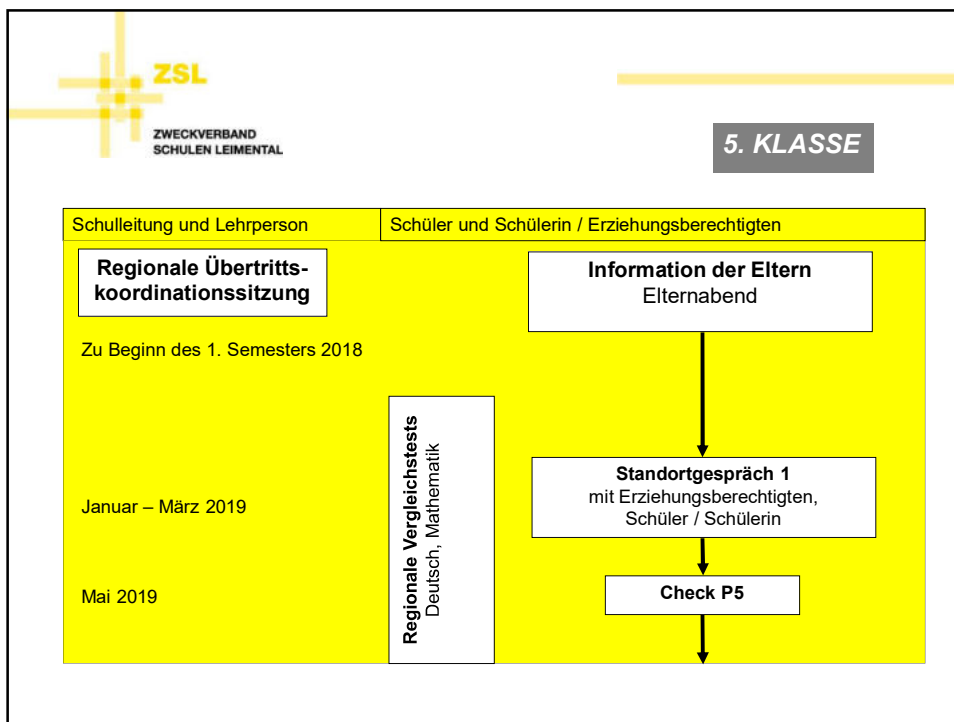 ZSL
ZWECKVERBAND
SCHULEN LEIMENTAL
5. KLASSE
Schulleitung und Lehrperson
Schüler und Schülerin / Erziehungsberechtigten
Regionale Übertritts-
koordinationssitzung
Information der Eltern
Elternabend
Zu Beginn des 1. Semesters 2018
Regionale Vergleichstests
Deutsch, Mathematik
Standortgespräch 1
mit Erziehungsberechtigten,
Schüler / Schülerin
Januar – März 2019
Mai 2019
Check P5